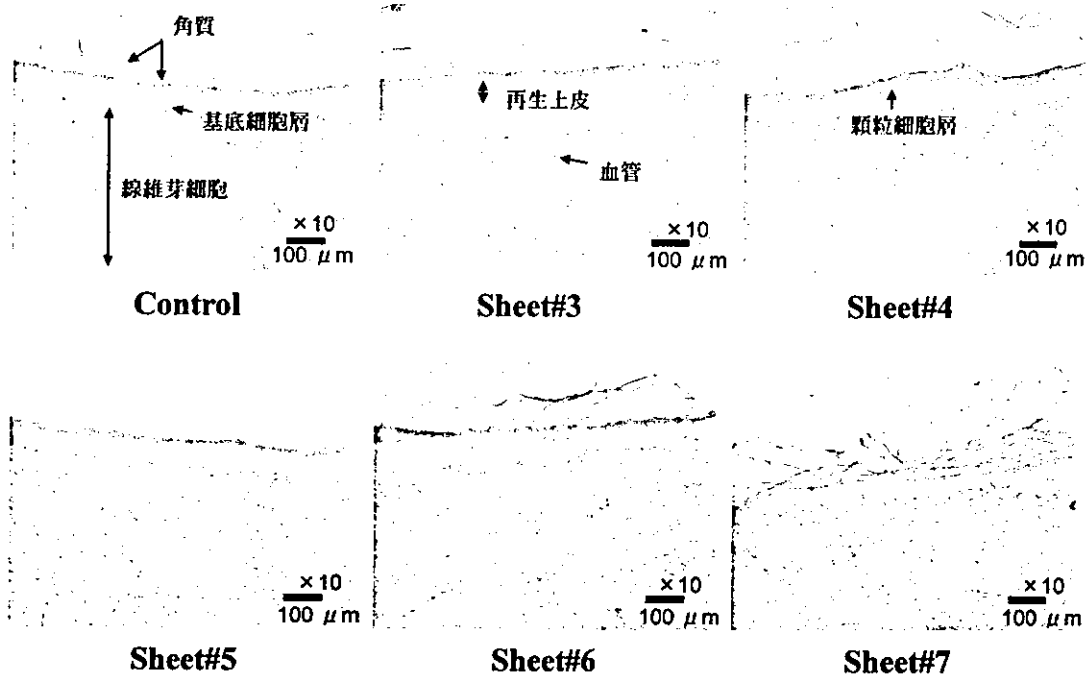 角質
基底細胞層
線維芽細胞
×10
100 μm
Control
再生上皮
血管
×10
100 μm
Sheet#3
顆粒細胞層
×10
100 μm
Sheet#4
×10
100 μm
Sheet#5
×10
100 μm
Sheet#6
×10
100 μm
Sheet#7